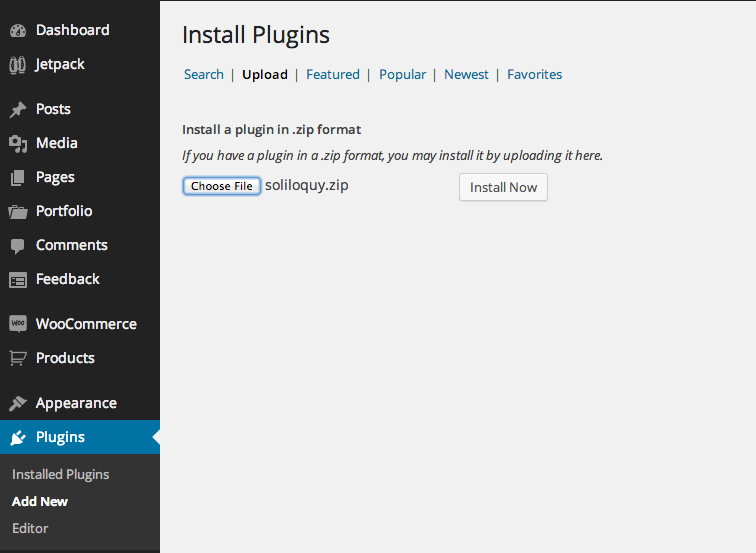 Dashboard
Jetpack
Posts
Media
Pages
Portfolio
Comments
Feedback
WOO WooCommerce
Products
Appearance
Plugins
Installed Plugins
Add New
Editor
Install Plugins
Search | Upload | Featured | Popular | Newest | Favorites
Install a plugin in .zip format
If you have a plugin in a .zip format, you may install it by uploading it here.
Choose File soliloquy.zip Install Now